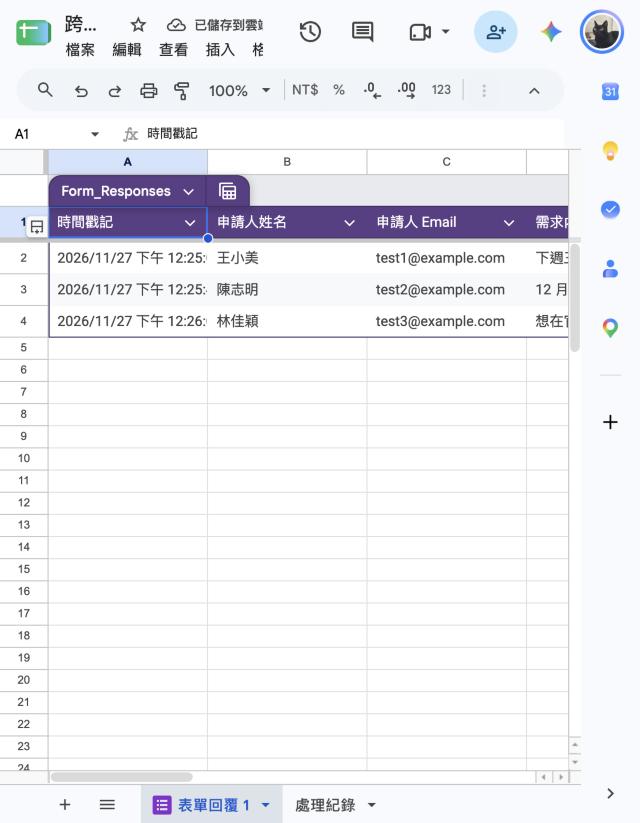 跨...
已儲存到雲端
檔案 編輯 查看 插入 格
100% NT$ % .0 .00 123
A1 fx 時間戳記
A B C
Form_Responses
1 時間戳記 申請人姓名 申請人 Email 需求
2 2026/11/27 下午 12:25: 王小美 test1@example.com 下週三
3 2026/11/27 下午 12:25: 陳志明 test2@example.com 12 月
4 2026/11/27 下午 12:26: 林佳穎 test3@example.com 想在
5
6
7
8
9
10
11
12
13
14
15
16
17
18
19
20
21
22
23
24
31
表單回覆 1 處理紀錄